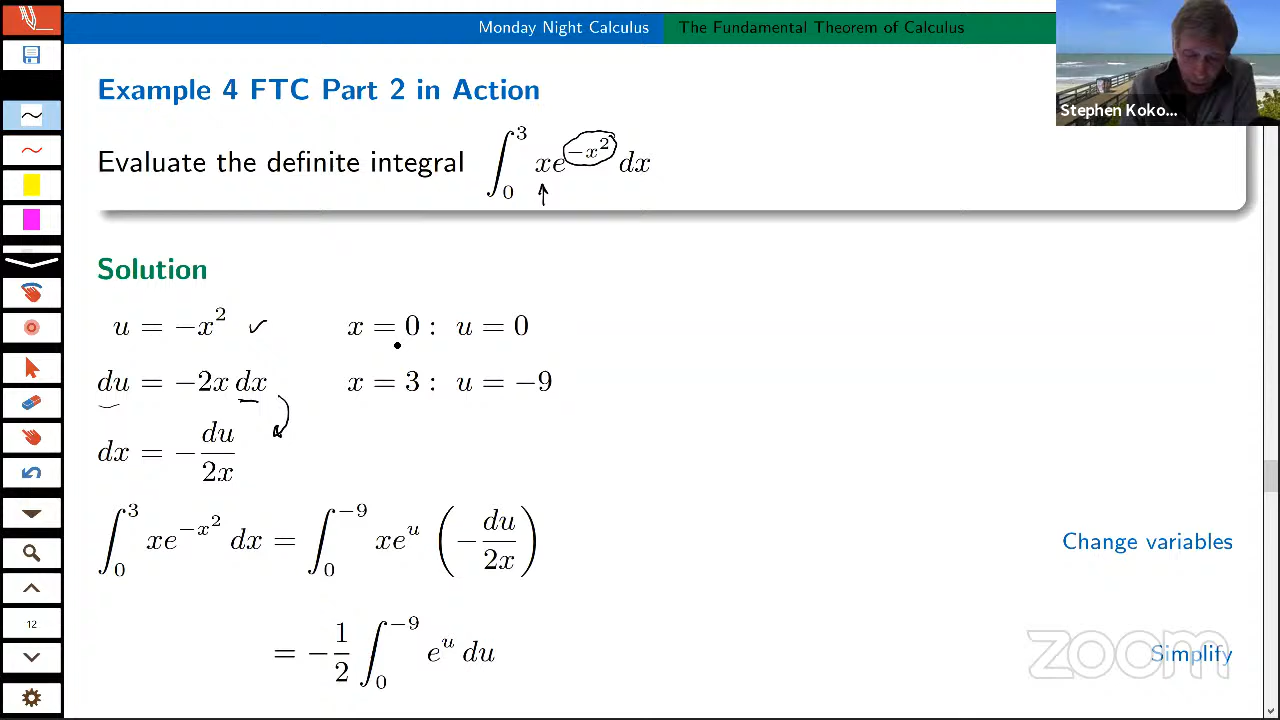 Monday Night Calculus The Fundamental Theorem of Calculus
Stephen Koko...
Example 4 FTC Part 2 in Action
Evaluate the definite integral ∫₀³ xe^{−x²} dx
Solution
u = −x² ✓ x = 0 : u = 0
du = −2x dx x = 3 : u = −9
dx = −du/2x
∫₀³ xe^{−x²} dx = ∫₀^{−9} xe^u (−du/2x) Change variables
= −1/2 ∫₀^{−9} e^u du Simplify
zoom
12